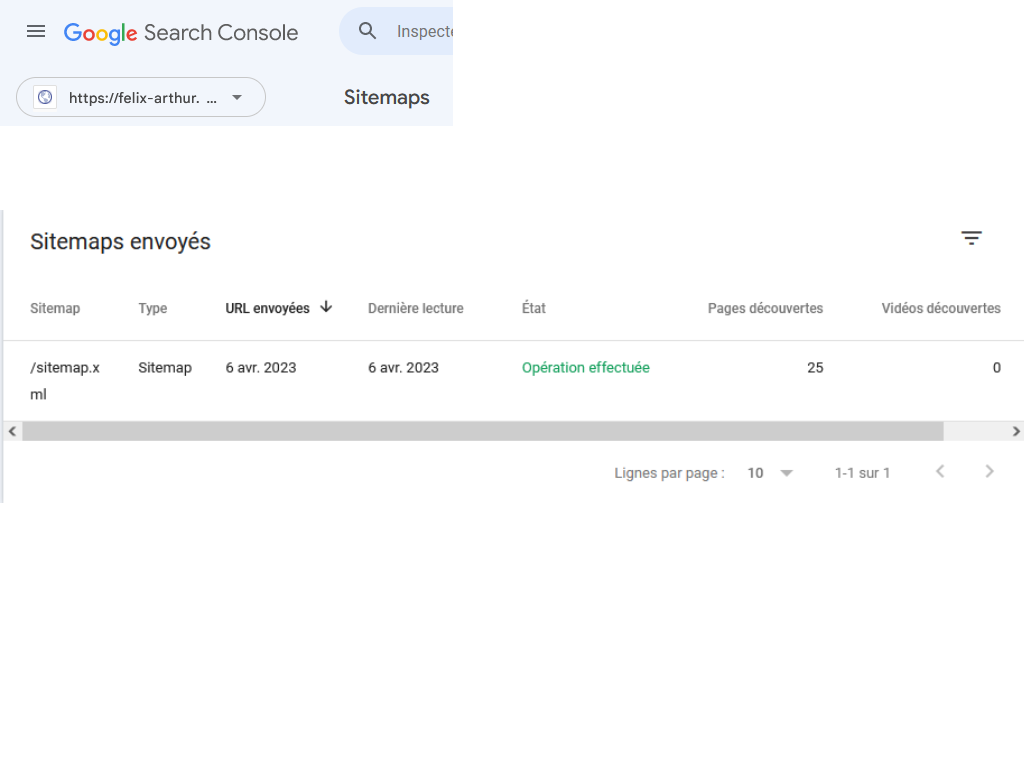 Google Search Console
https://felix-arthur. ...
Sitemaps
Sitemaps envoyés
Sitemap Type URL envoyées Dernière lecture État Pages découvertes Vidéos découvertes
/sitemap.x Sitemap 6 avr. 2023 6 avr. 2023 Opération effectuée 25 0
ml
Lignes par page : 10 1-1 sur 1